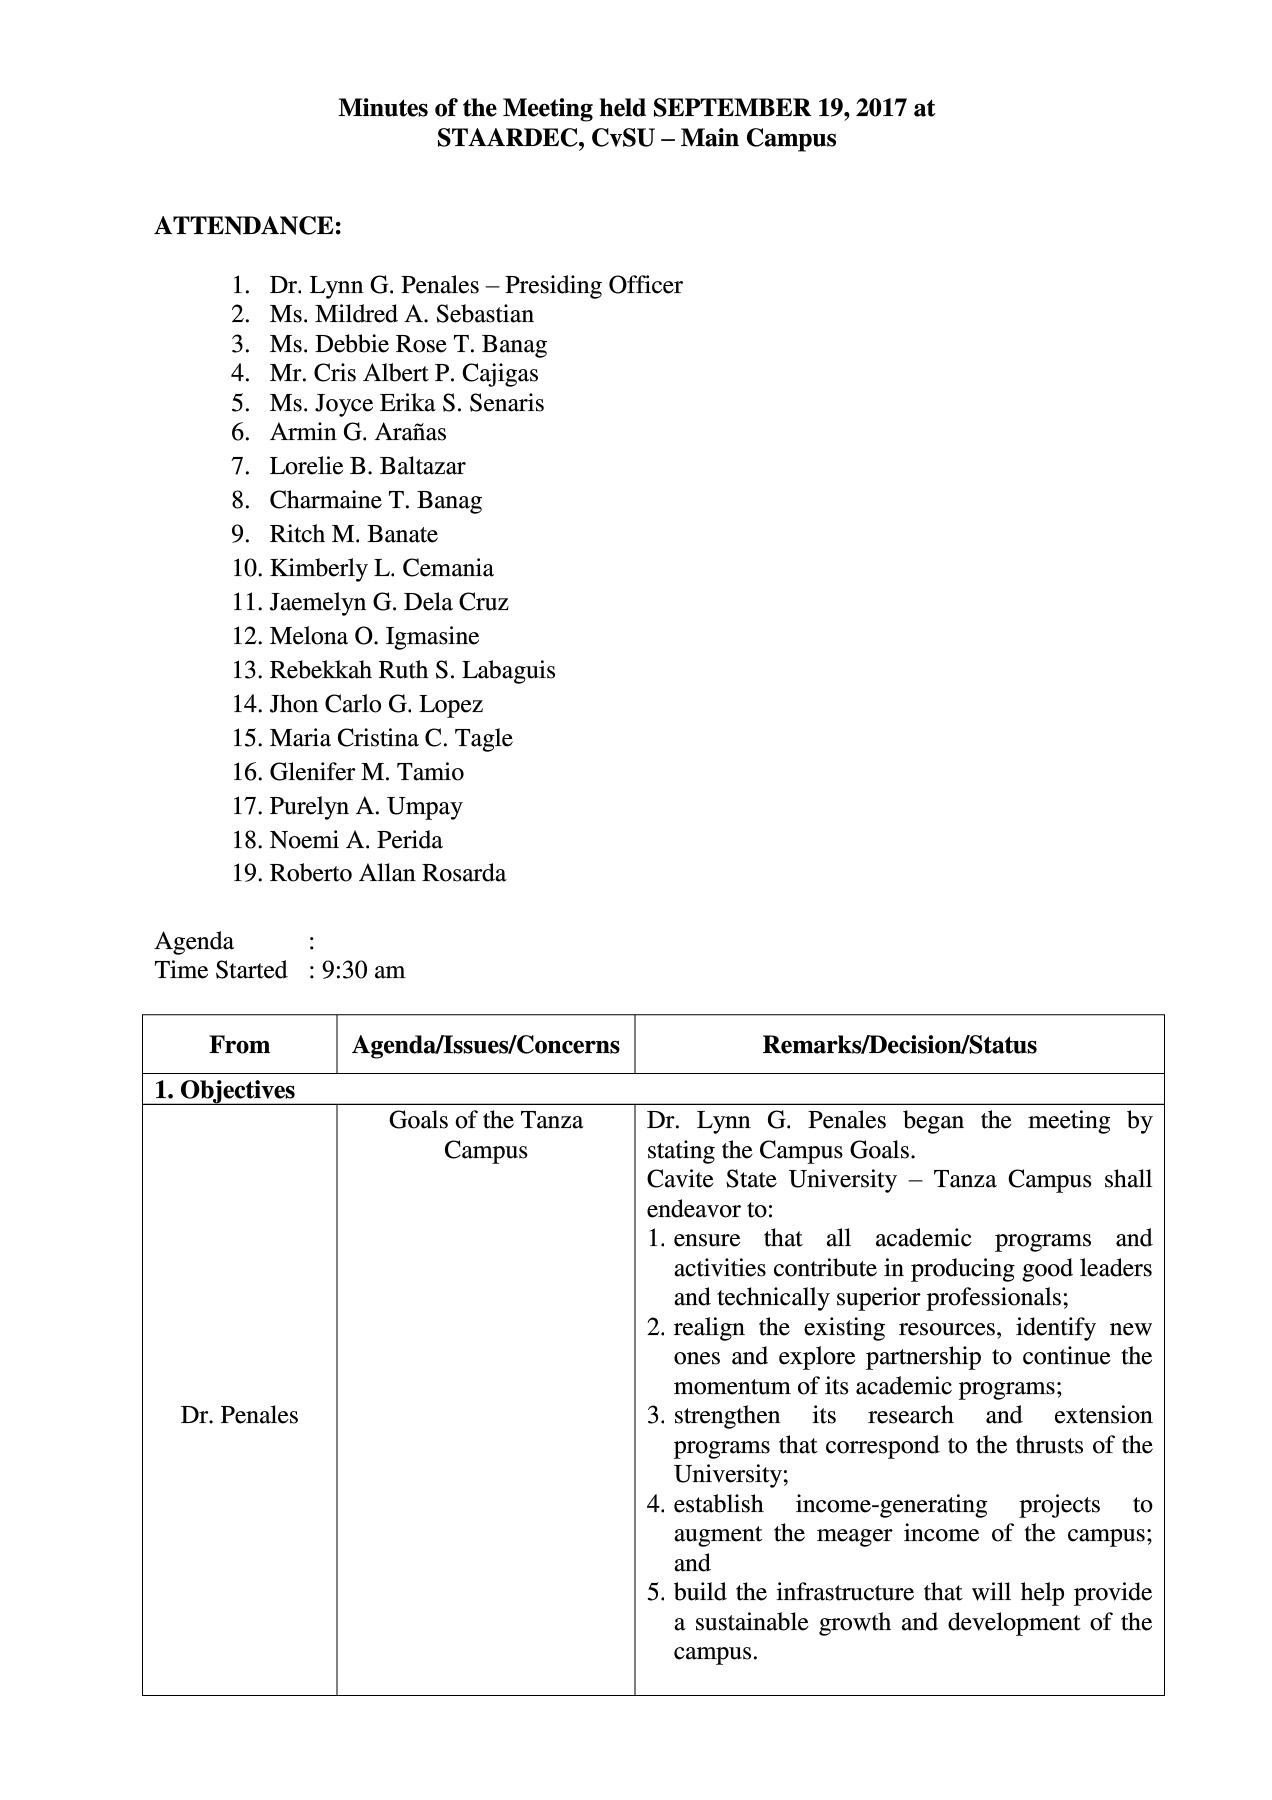 Minutes of the Meeting held SEPTEMBER 19, 2017 at
STAARDEC, CvSU – Main Campus
ATTENDANCE:
1. Dr. Lynn G. Penales – Presiding Officer
2. Ms. Mildred A. Sebastian
3. Ms. Debbie Rose T. Banag
4. Mr. Cris Albert P. Cajigas
5. Ms. Joyce Erika S. Senaris
6. Armin G. Arañas
7. Lorelie B. Baltazar
8. Charmaine T. Banag
9. Ritch M. Banate
10. Kimberly L. Cemania
11. Jaemelyn G. Dela Cruz
12. Melona O. Igmasine
13. Rebekkah Ruth S. Labaguis
14. Jhon Carlo G. Lopez
15. Maria Cristina C. Tagle
16. Glenifer M. Tamio
17. Purelyn A. Umpay
18. Noemi A. Perida
19. Roberto Allan Rosarda
Agenda :
Time Started : 9:30 am
From Agenda/Issues/Concerns Remarks/Decision/Status
1. Objectives
Dr. Penales
Goals of the Tanza
Campus
Dr. Lynn G. Penales began the meeting by
stating the Campus Goals.
Cavite State University – Tanza Campus shall
endeavor to:
1. ensure that all academic programs and
activities contribute in producing good leaders
and technically superior professionals;
2. realign the existing resources, identify new
ones and explore partnership to continue the
momentum of its academic programs;
3. strengthen its research and extension
programs that correspond to the thrusts of the
University;
4. establish income-generating projects to
augment the meager income of the campus;
and
5. build the infrastructure that will help provide
a sustainable growth and development of the
campus.